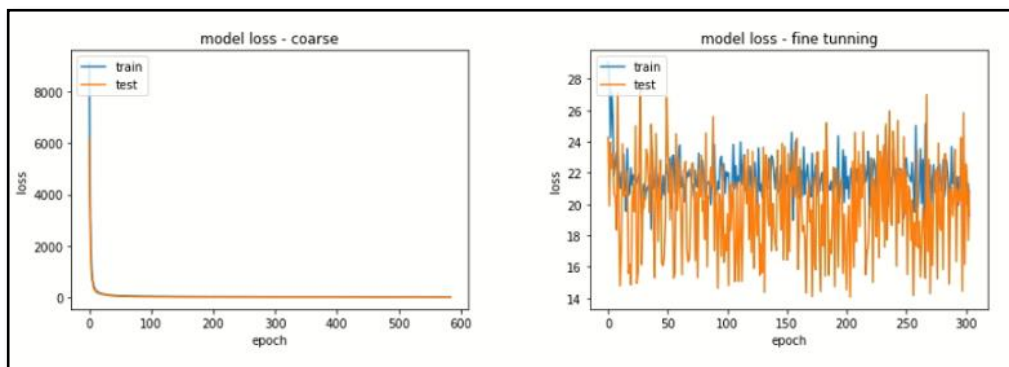 model loss - coarse
train
test
8000
6000
4000
2000
0
loss
0 100 200 300 400 500 600
epoch
model loss - fine tunning
train
test
28
26
24
22
20
18
16
14
loss
0 50 100 150 200 250 300
epoch